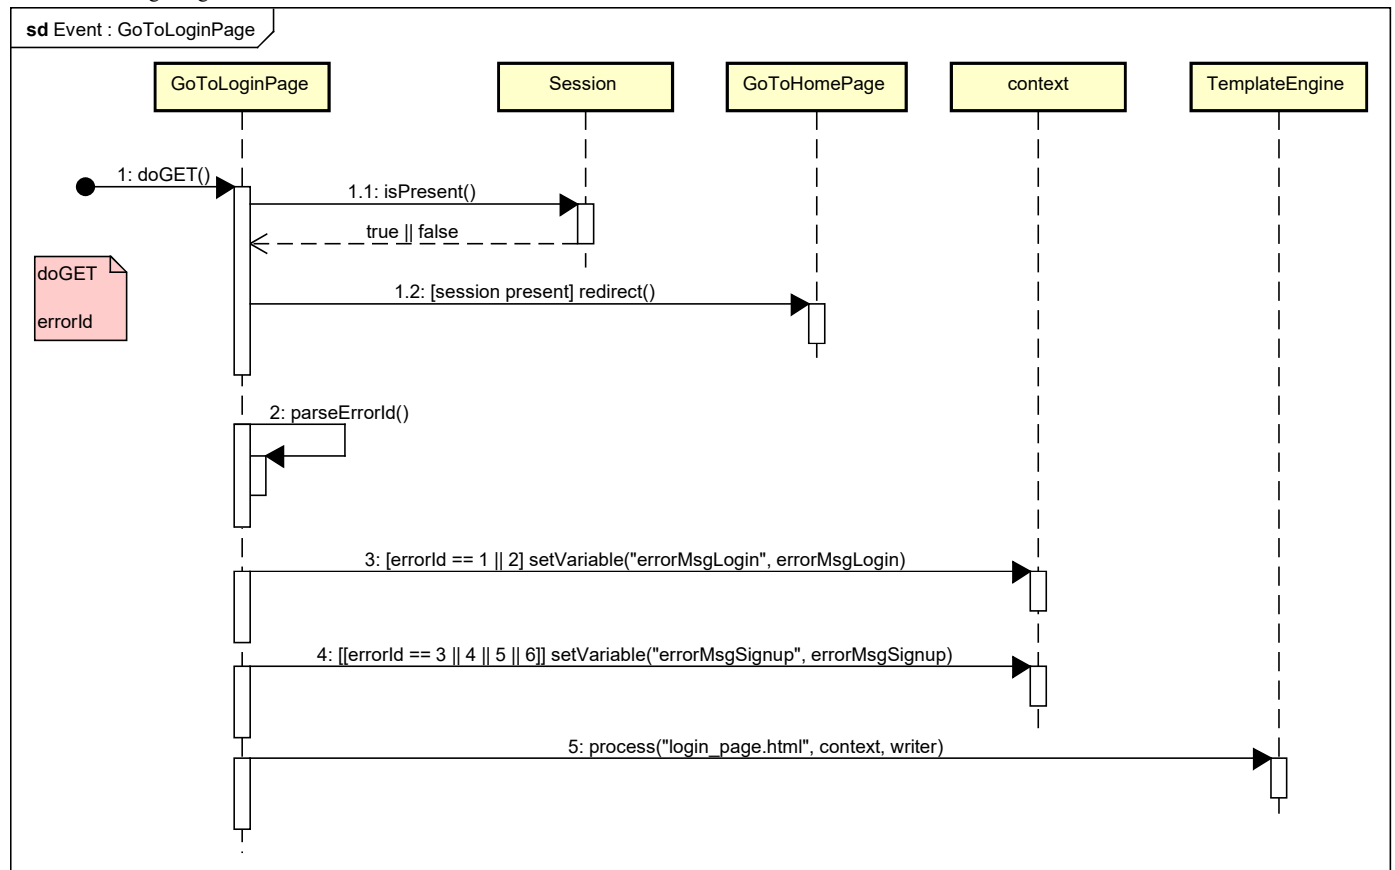 sd Event : GoToLoginPage
GoToLoginPage
Session
GoToHomePage
context
TemplateEngine
1: doGET()
1.1: isPresent()
true || false
doGET
errorId
1.2: [session present] redirect()
2: parseErrorId()
3: [errorId == 1 || 2] setVariable("errorMsgLogin", errorMsgLogin)
4: [[errorId == 3 || 4 || 5 || 6]] setVariable("errorMsgSignup", errorMsgSignup)
5: process("login_page.html", context, writer)